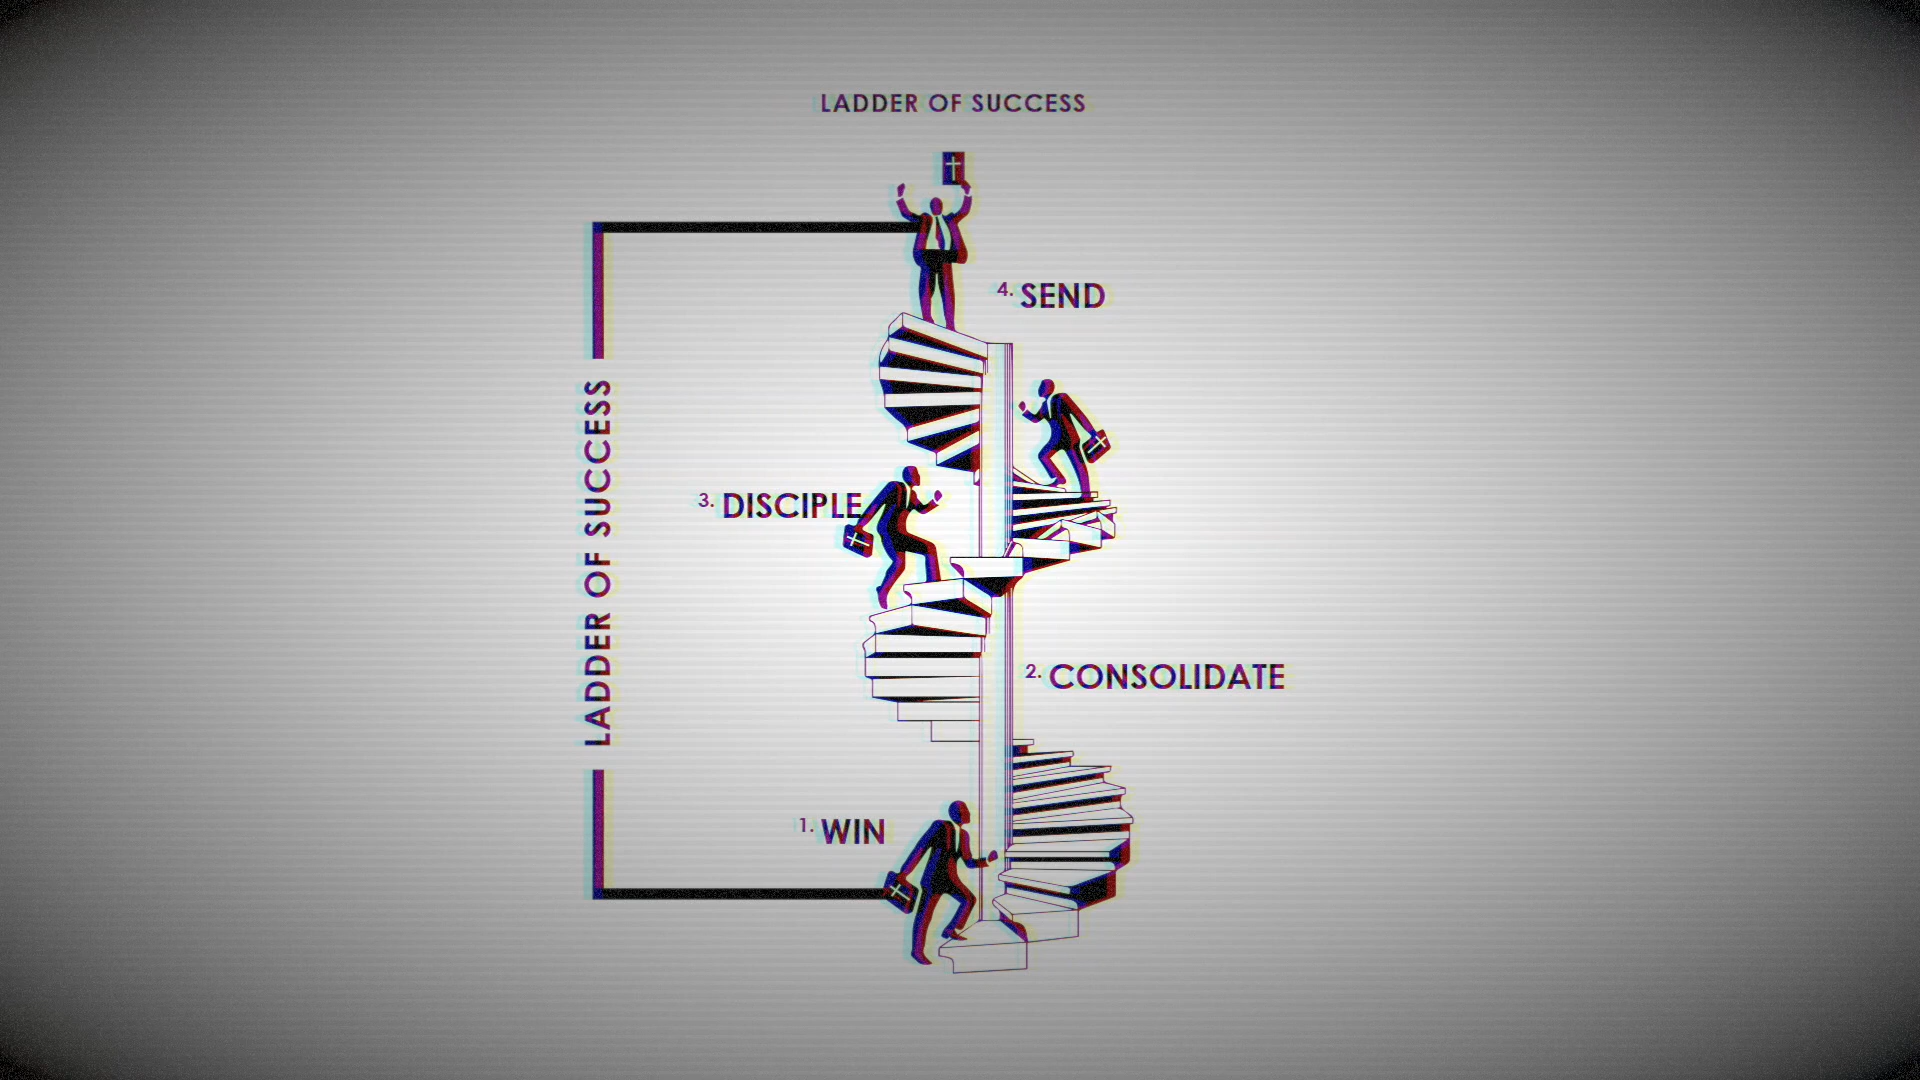 LADDER OF SUCCESS
4. SEND
3. DISCIPLE
LADDER OF SUCCESS
2. CONSOLIDATE
1. WIN